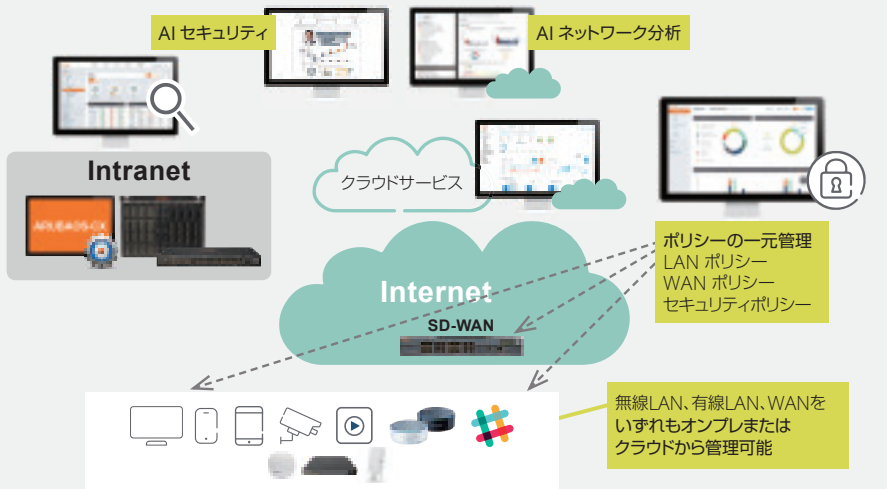 AI セキュリティ
AI ネットワーク分析
Intranet
ARUBAOS-CX
クラウドサービス
ポリシーの一元管理
LAN ポリシー
WAN ポリシー
セキュリティポリシー
Internet
SD-WAN
無線LAN、有線LAN、WANを
いずれもオンプレまたは
クラウドから管理可能